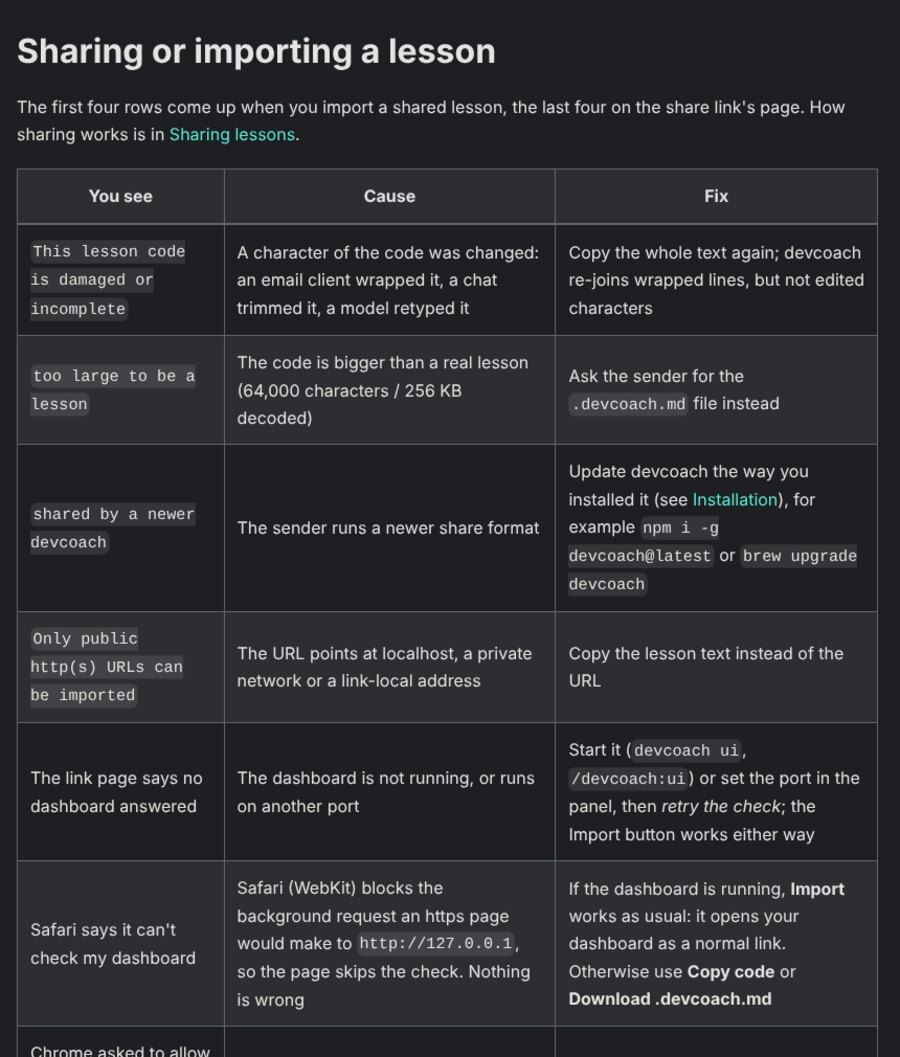 Sharing or importing a lesson
The first four rows come up when you import a shared lesson, the last four on the share link's page. How
sharing works is in Sharing lessons.
You see
Cause
Fix
This lesson code
is damaged or
incomplete
A character of the code was changed:
an email client wrapped it, a chat
trimmed it, a model retyped it
Copy the whole text again; devcoach
re-joins wrapped lines, but not edited
characters
too large to be a
lesson
The code is bigger than a real lesson
(64,000 characters / 256 KB
decoded)
Ask the sender for the
.devcoach.md file instead
shared by a newer
devcoach
The sender runs a newer share format
Update devcoach the way you
installed it (see Installation), for
example npm i -g
devcoach@latest or brew upgrade
devcoach
Only public
http(s) URLs can
be imported
The URL points at localhost, a private
network or a link-local address
Copy the lesson text instead of the
URL
The link page says no
dashboard answered
The dashboard is not running, or runs
on another port
Start it (devcoach ui,
/devcoach:ui) or set the port in the
panel, then retry the check; the
Import button works either way
Safari says it can't
check my dashboard
Safari (WebKit) blocks the
background request an https page
would make to http://127.0.0.1,
so the page skips the check. Nothing
is wrong
If the dashboard is running, Import
works as usual: it opens your
dashboard as a normal link.
Otherwise use Copy code or
Download .devcoach.md
Chrome asked to allow